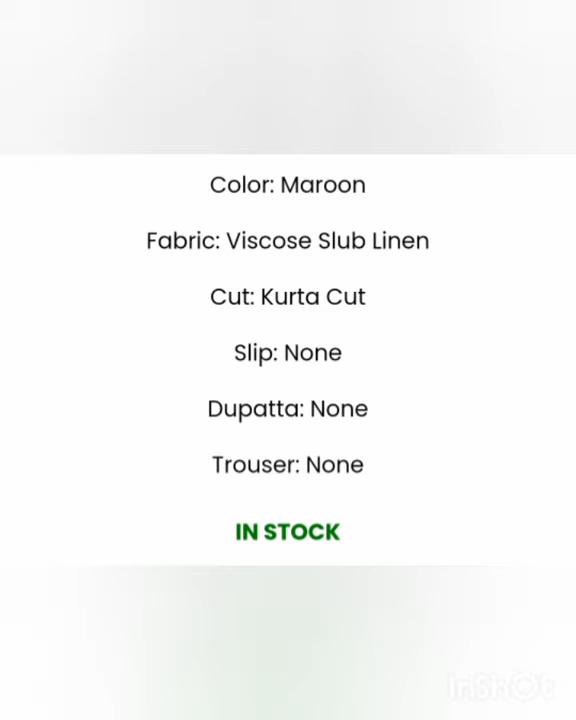 Color: Maroon
Fabric: Viscose Slub Linen
Cut: Kurta Cut
Slip: None
Dupatta: None
Trouser: None
IN STOCK
InShOt